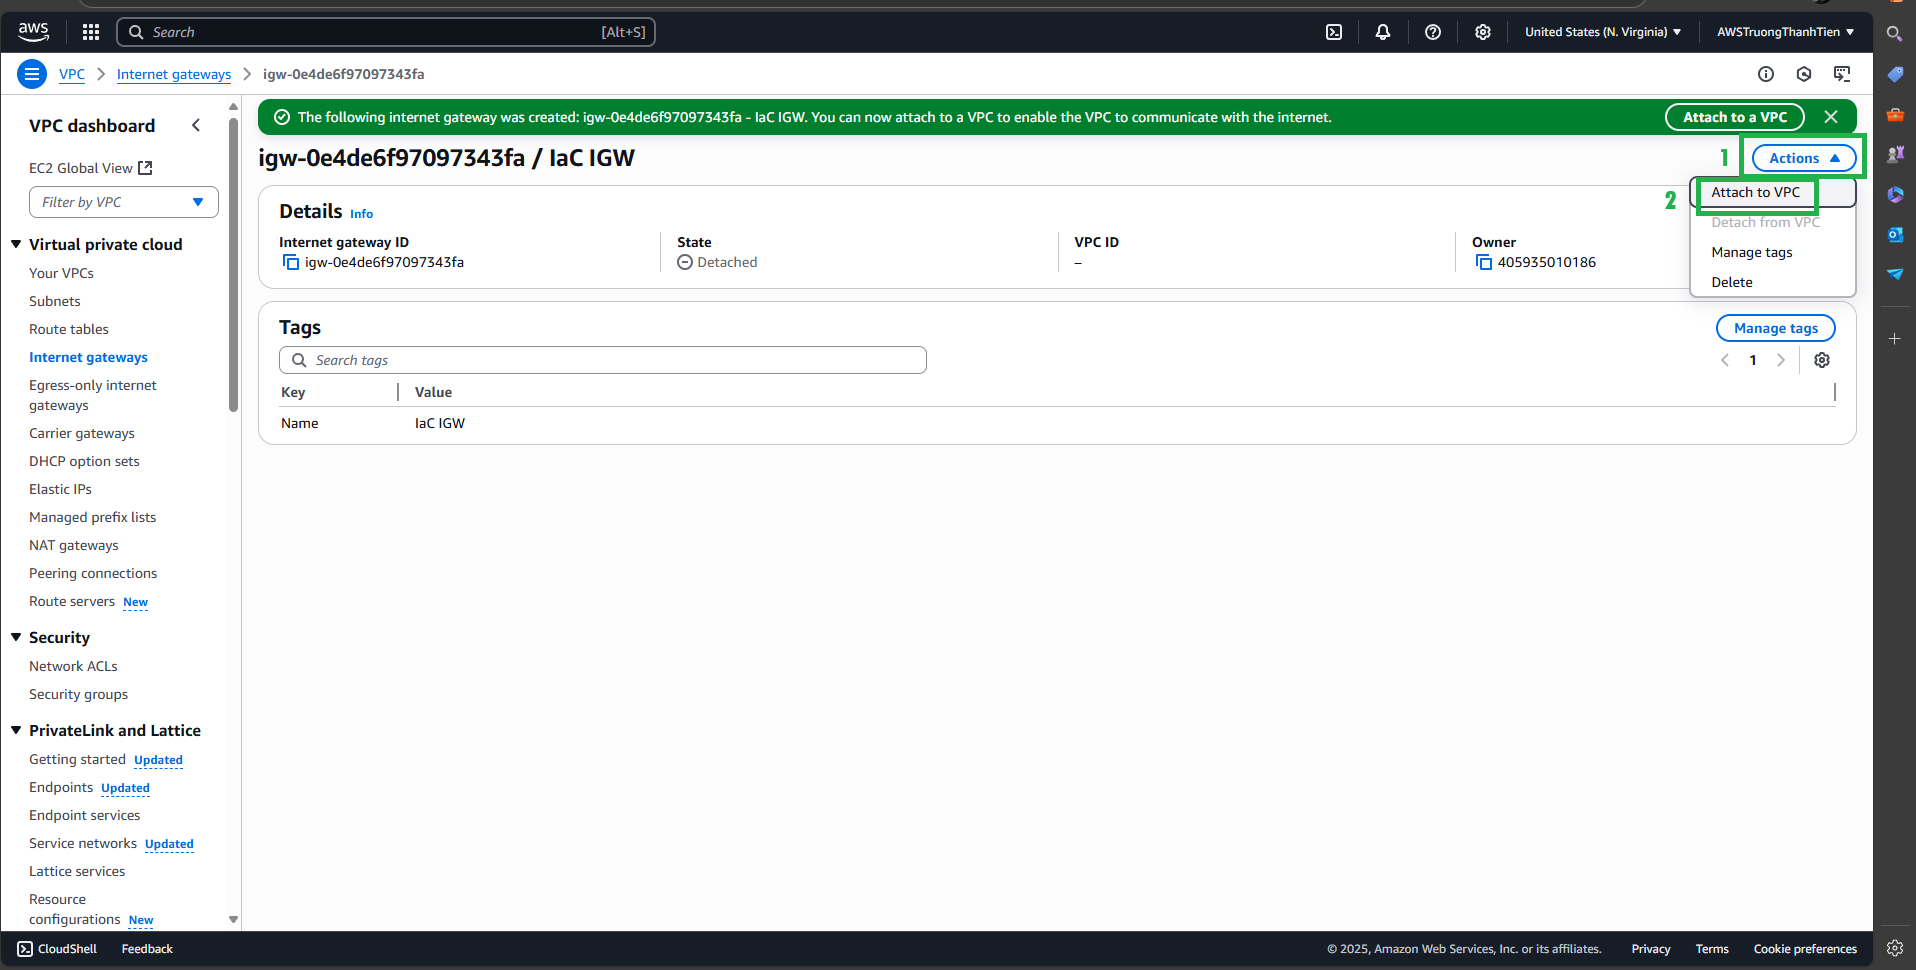 aws
Search
[Alt+S]
United States (N. Virginia)
AWSTruongThanhTien
VPC
Internet gateways
igw-0e4de6f97097343fa
VPC dashboard
EC2 Global View
Filter by VPC
Virtual private cloud
Your VPCs
Subnets
Route tables
Internet gateways
Egress-only internet
gateways
Carrier gateways
DHCP option sets
Elastic IPs
Managed prefix lists
NAT gateways
Peering connections
Route servers New
Security
Network ACLs
Security groups
PrivateLink and Lattice
Getting started Updated
Endpoints Updated
Endpoint services
Service networks Updated
Lattice services
Resource
configurations New
The following internet gateway was created: igw-0e4de6f97097343fa - IaC IGW. You can now attach to a VPC to enable the VPC to communicate with the internet.
Attach to a VPC
igw-0e4de6f97097343fa / IaC IGW
1
Actions
2
Attach to VPC
Detach from VPC
Manage tags
Delete
Details Info
Internet gateway ID
igw-0e4de6f97097343fa
State
Detached
VPC ID
–
Owner
405935010186
Tags
Manage tags
Search tags
1
Key Value
Name IaC IGW
CloudShell
Feedback
© 2025, Amazon Web Services, Inc. or its affiliates.
Privacy
Terms
Cookie preferences